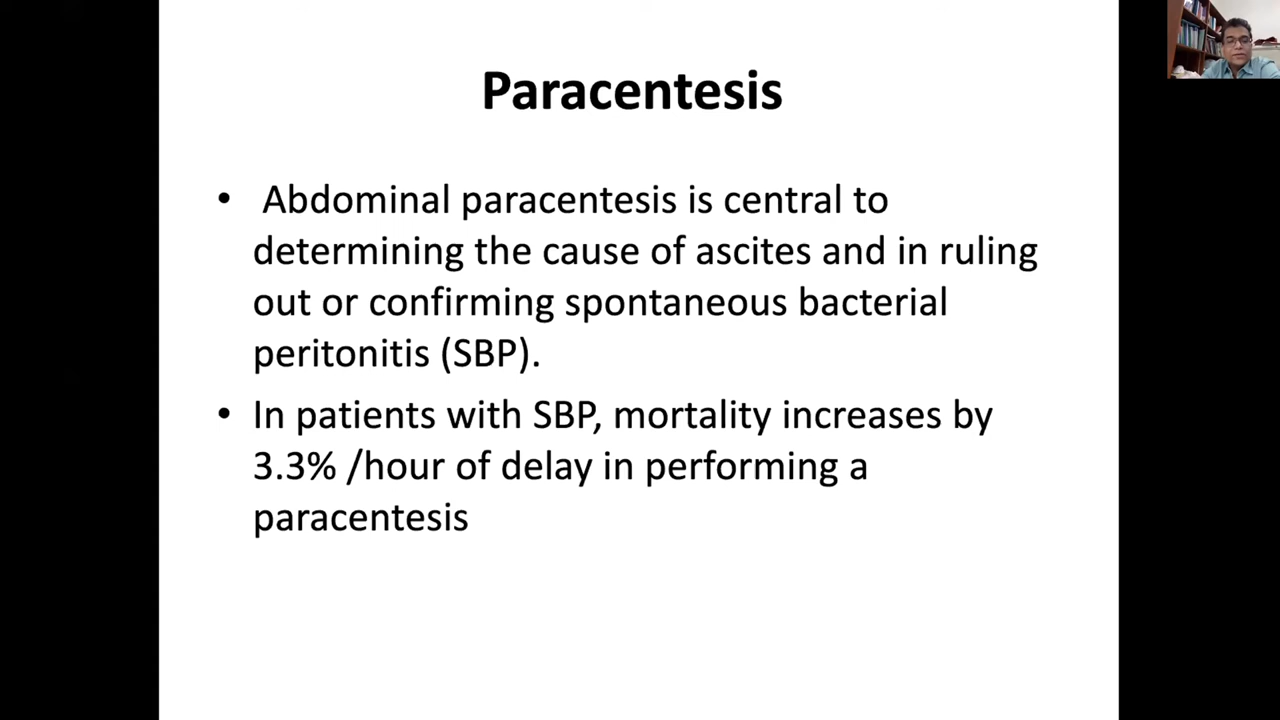 Paracentesis
• Abdominal paracentesis is central to
determining the cause of ascites and in ruling
out or confirming spontaneous bacterial
peritonitis (SBP).
• In patients with SBP, mortality increases by
3.3% /hour of delay in performing a
paracentesis